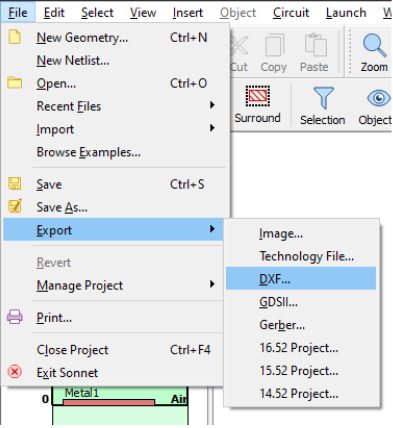 File Edit Select View Insert Object Circuit Launch
New Geometry... Ctrl+N
New Netlist...
Open... Ctrl+O
Recent Files
Import
Browse Examples...
Save Ctrl+S
Save As...
Export
Revert
Manage Project
Print...
Close Project Ctrl+F4
Exit Sonnet
Cut Copy Paste Zoom
Surround Selection Object
Image...
Technology File...
DXF...
GDSII...
Gerber...
16.52 Project...
15.52 Project...
14.52 Project...
0 Metal1 Air